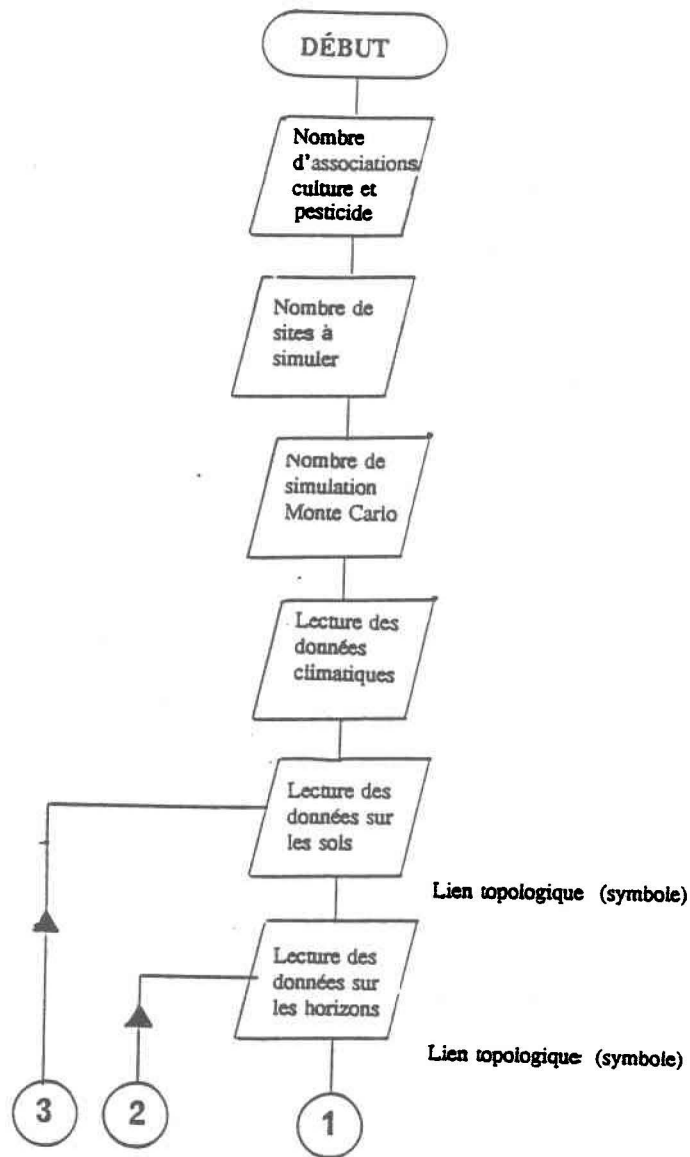 DÉBUT
Nombre
d'associations
culture et
pesticide
Nombre de
sites à
simuler
Nombre de
simulation
Monte Carlo
Lecture des
données
climatiques
Lecture des
données sur
les sols
Lien topologique (symbole)
Lecture des
données sur
les horizons
Lien topologique (symbole)
3
2
1